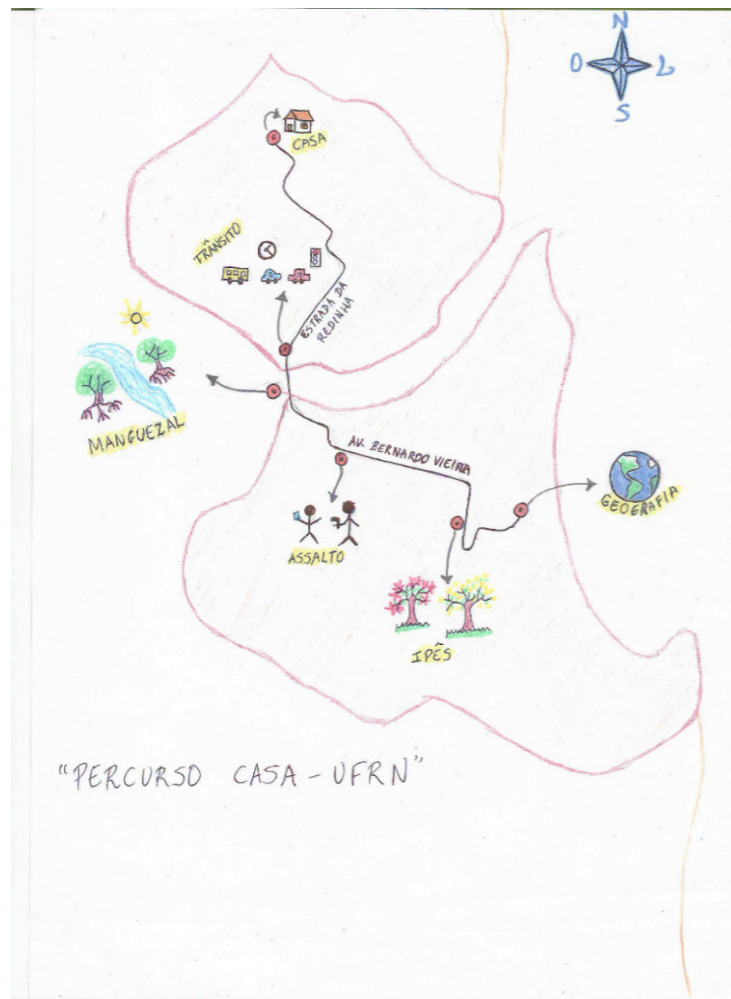 N
O L
S
CASA
TRÂNSITO
ESTRADA DA
REDINHA
MANGUEZAL
AV. BERNARDO VIEIRA
GEOGRAFIA
ASSALTO
IPÊS
"PERCURSO CASA - UFRN"